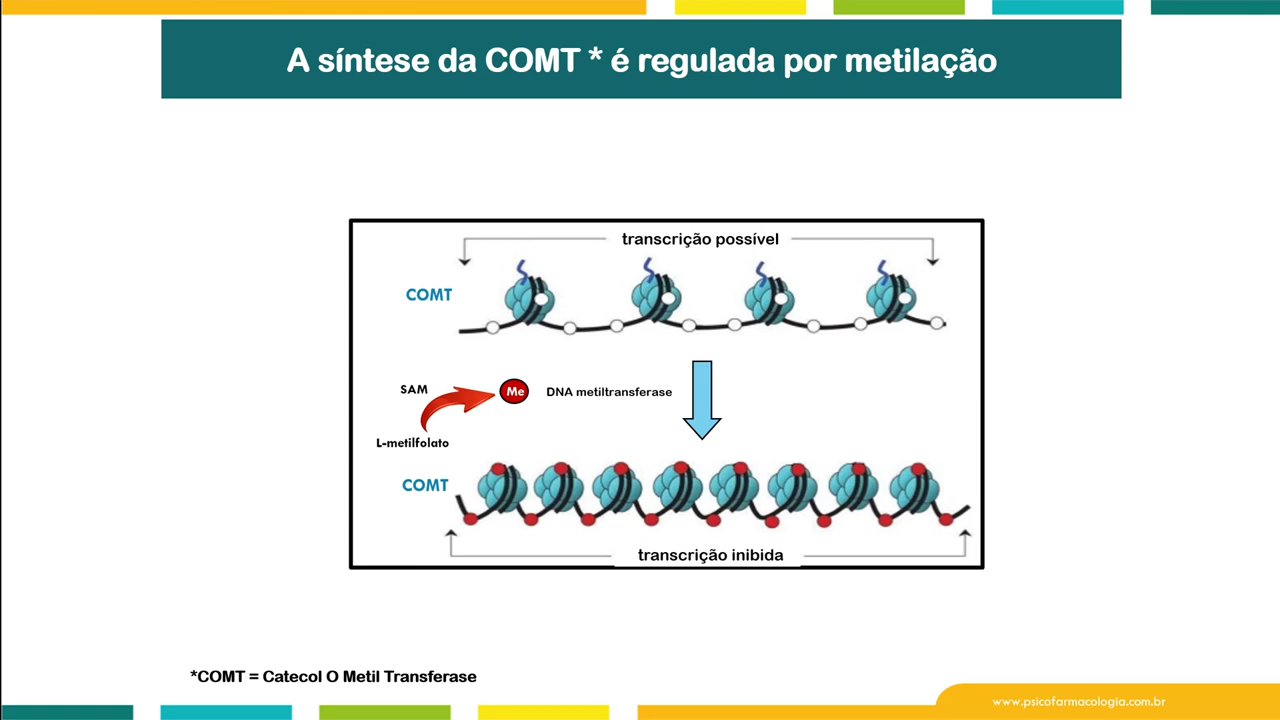 A síntese da COMT * é regulada por metilação
transcrição possível
COMT
SAM
Me
DNA metiltransferase
L-metilfolato
COMT
transcrição inibida
*COMT = Catecol O Metil Transferase
www.psicofarmacologia.com.br